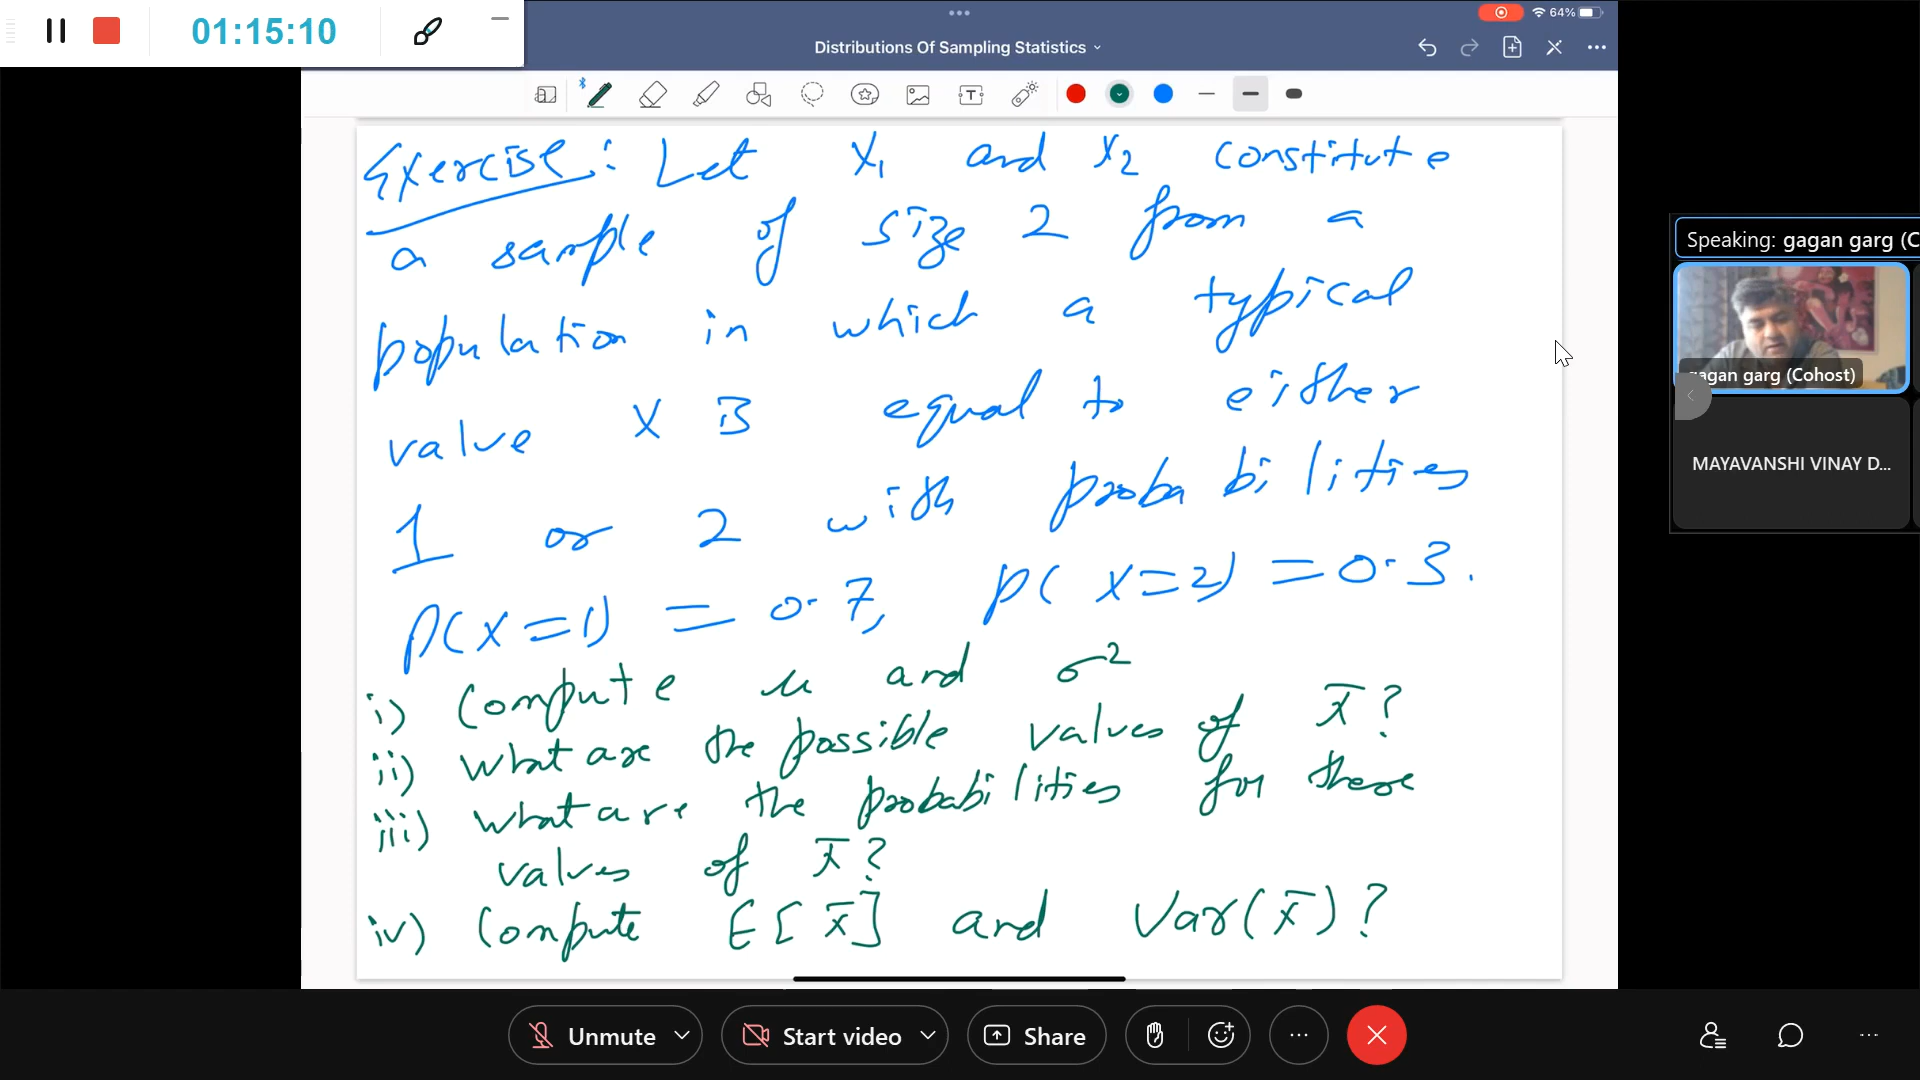 01:15:10
64%
Distributions Of Sampling Statistics
Exercise: Let X1 and X2 constitute
a sample of size 2 from a
population in which a typical
value X is equal to either
1 or 2 with probabilities
P(X=1) = 0.7, P(X=2) = 0.3.
i) Compute μ and σ²
ii) What are the possible values of X̄?
iii) What are the probabilities for these
values of X̄?
iv) Compute E[X̄] and Var(X̄)?
Speaking: gagan garg (C
gagan garg (Cohost)
MAYAVANSHI VINAY D...
Unmute
Start video
Share